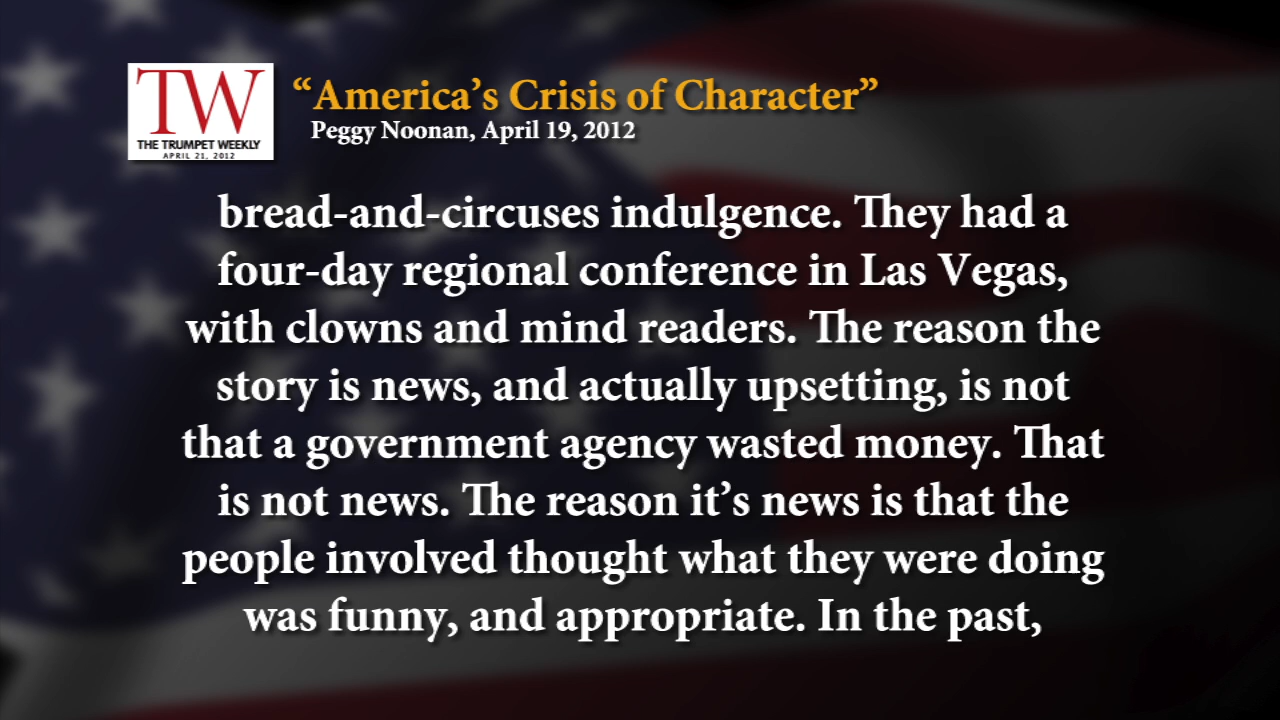 TW
THE TRUMPET WEEKLY
APRIL 21, 2012
“America’s Crisis of Character”
Peggy Noonan, April 19, 2012
bread-and-circuses indulgence. They had a
four-day regional conference in Las Vegas,
with clowns and mind readers. The reason the
story is news, and actually upsetting, is not
that a government agency wasted money. That
is not news. The reason it’s news is that the
people involved thought what they were doing
was funny, and appropriate. In the past,